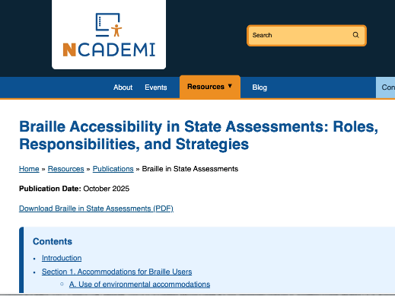 NCADEMI
Search
About Events Resources ▼ Blog Con
Braille Accessibility in State Assessments: Roles,
Responsibilities, and Strategies
Home » Resources » Publications » Braille in State Assessments
Publication Date: October 2025
Download Braille in State Assessments (PDF)
Contents
• Introduction
• Section 1. Accommodations for Braille Users
○ A. Use of environmental accommodations